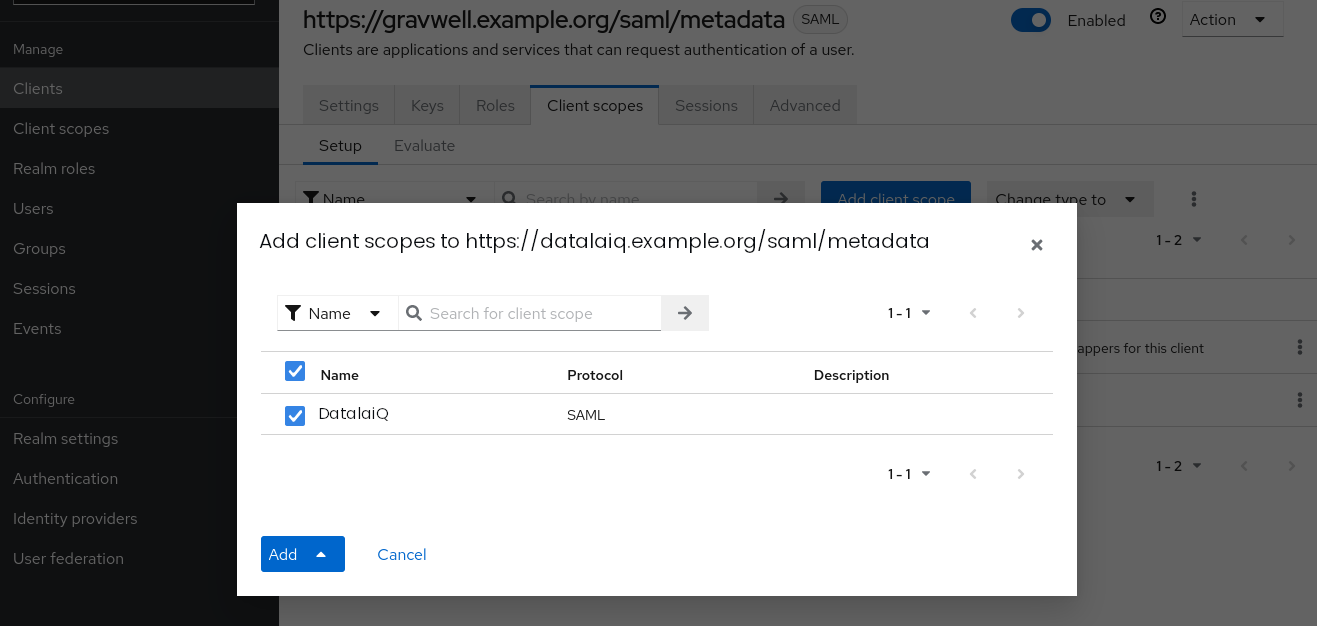 https://gravwell.example.org/saml/metadata SAML Enabled Action
Clients are applications and services that can request authentication of a user.
Manage
Clients
Client scopes
Realm roles
Users
Groups
Sessions
Events
Configure
Realm settings
Authentication
Identity providers
User federation
Settings Keys Roles Client scopes Sessions Advanced
Setup Evaluate
Name Search by name Add client scope Change type to
1 - 2
appers for this client
1 - 2
Add client scopes to https://datalaiq.example.org/saml/metadata
Name Search for client scope 1 - 1
Name Protocol Description
DatalaiQ SAML
1 - 1
Add Cancel